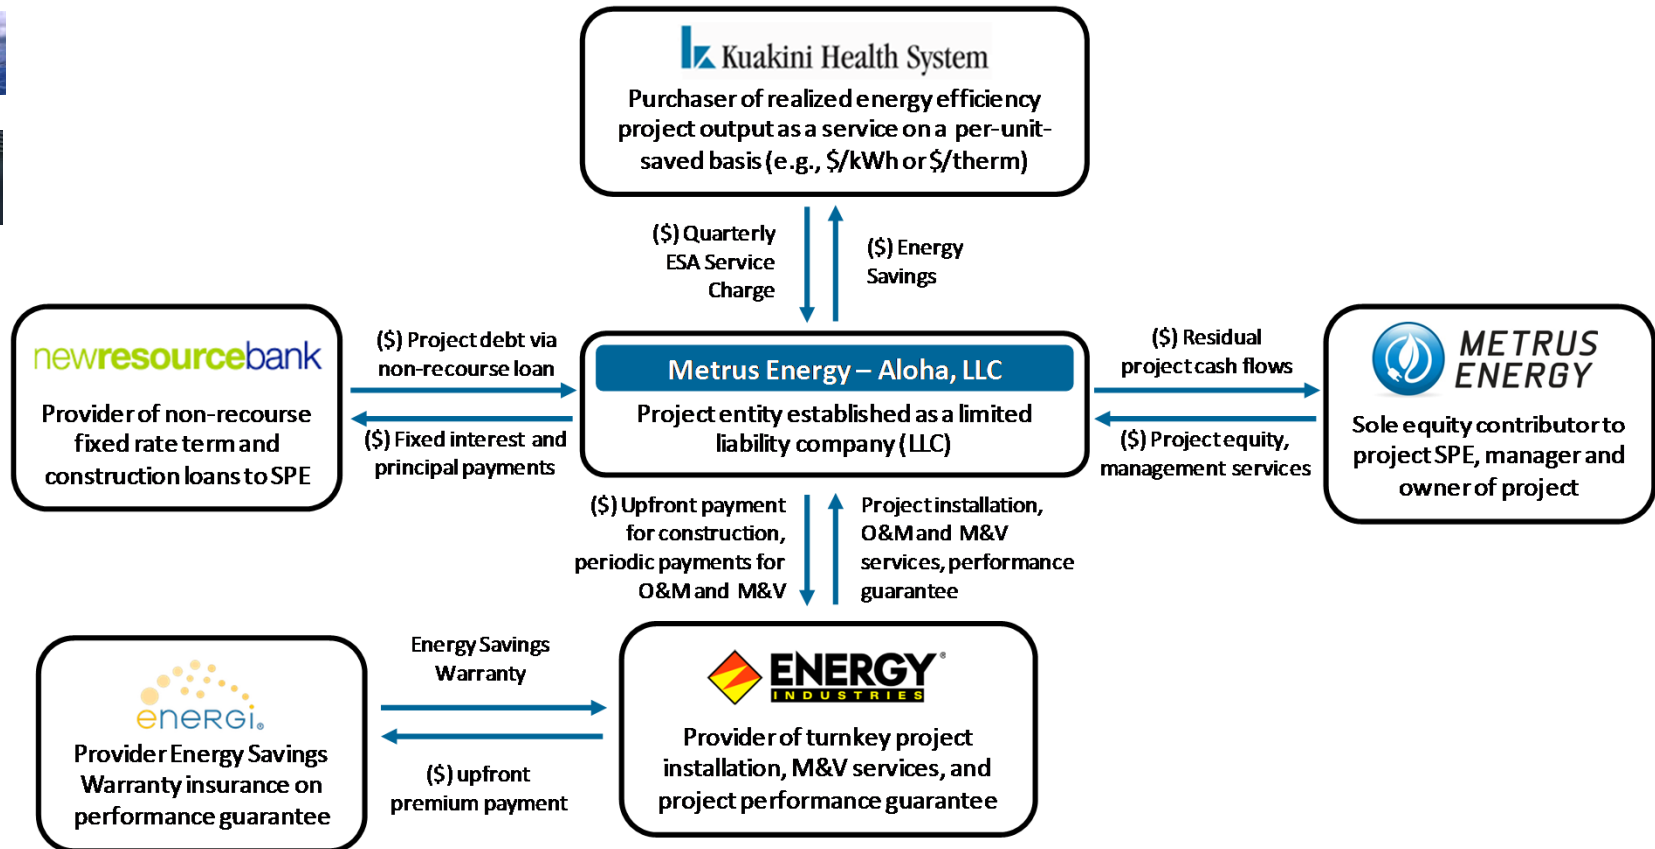 Kuakini Health System
Purchaser of realized energy efficiency
project output as a service on a per-unit-
saved basis (e.g., $/kWh or $/therm)
($) Quarterly
ESA Service
Charge
($) Energy
Savings
newresourcebank
Provider of non-recourse
fixed rate term and
construction loans to SPE
($) Project debt via
non-recourse loan
($) Fixed interest and
principal payments
Metrus Energy – Aloha, LLC
Project entity established as a limited
liability company (LLC)
($) Residual
project cash flows
($) Project equity,
management services
METRUS
ENERGY
Sole equity contributor to
project SPE, manager and
owner of project
($) Upfront payment
for construction,
periodic payments for
O&M and M&V
Project installation,
O&M and M&V
services, performance
guarantee
enerGi®
Provider Energy Savings
Warranty insurance on
performance guarantee
Energy Savings
Warranty
($) upfront
premium payment
ENERGY®
INDUSTRIES
Provider of turnkey project
installation, M&V services, and
project performance guarantee